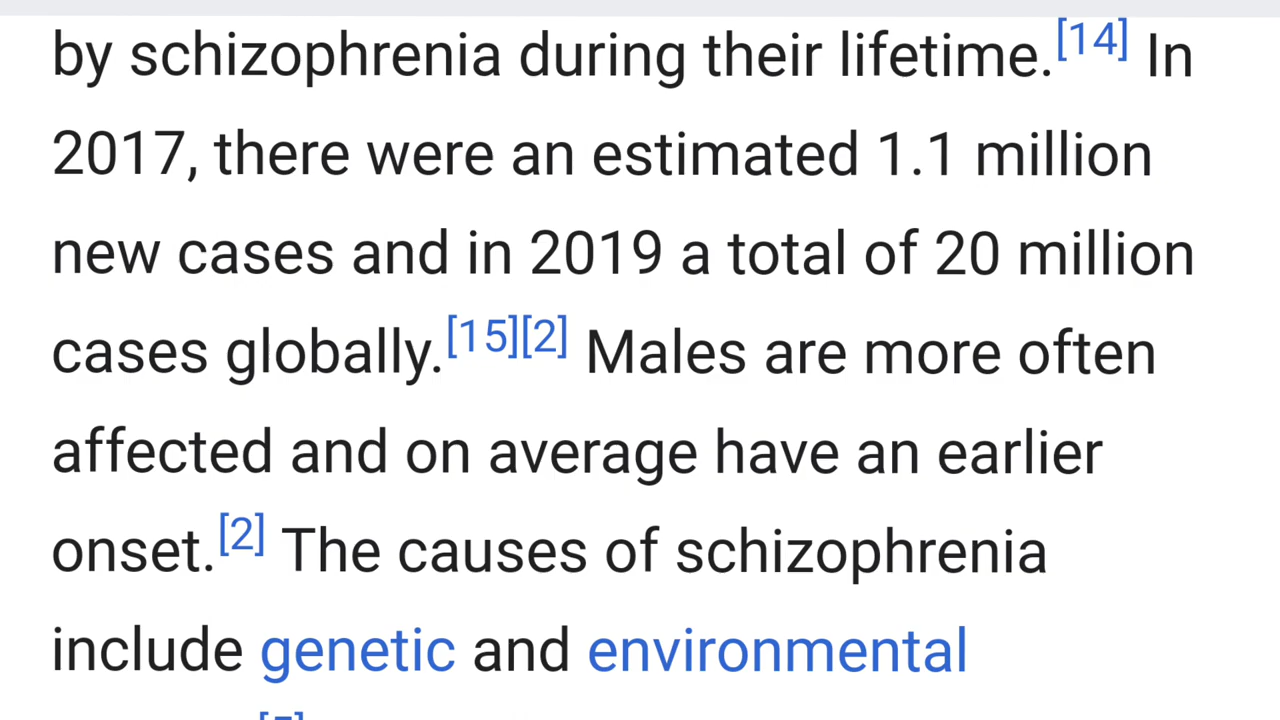 by schizophrenia during their lifetime.[14] In
2017, there were an estimated 1.1 million
new cases and in 2019 a total of 20 million
cases globally.[15][2] Males are more often
affected and on average have an earlier
onset.[2] The causes of schizophrenia
include genetic and environmental